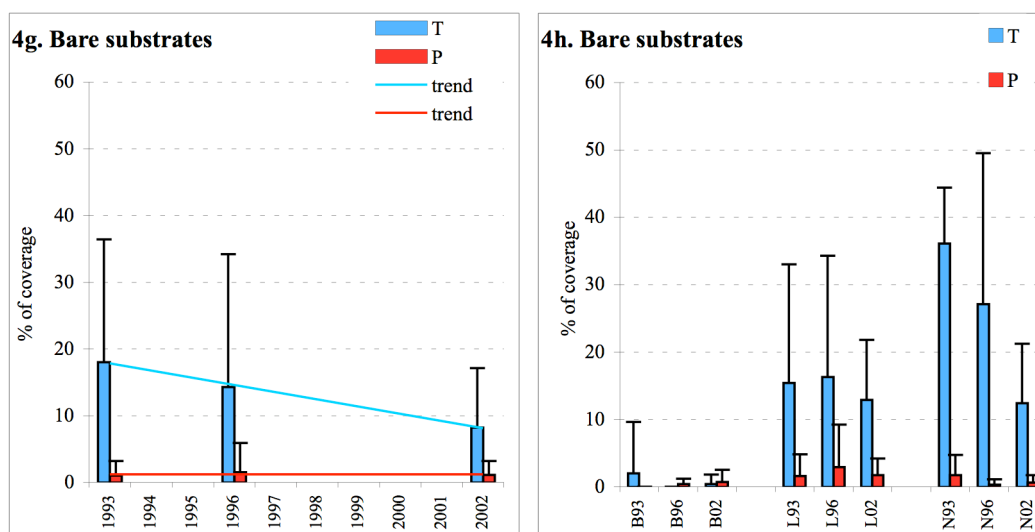 4g. Bare substrates
T
P
trend
trend
% of coverage
60
50
40
30
20
10
0
1993 1994 1995 1996 1997 1998 1999 2000 2001 2002
4h. Bare substrates
T
P
% of coverage
60
50
40
30
20
10
0
B93 B96 B02 L93 L96 L02 N93 N96